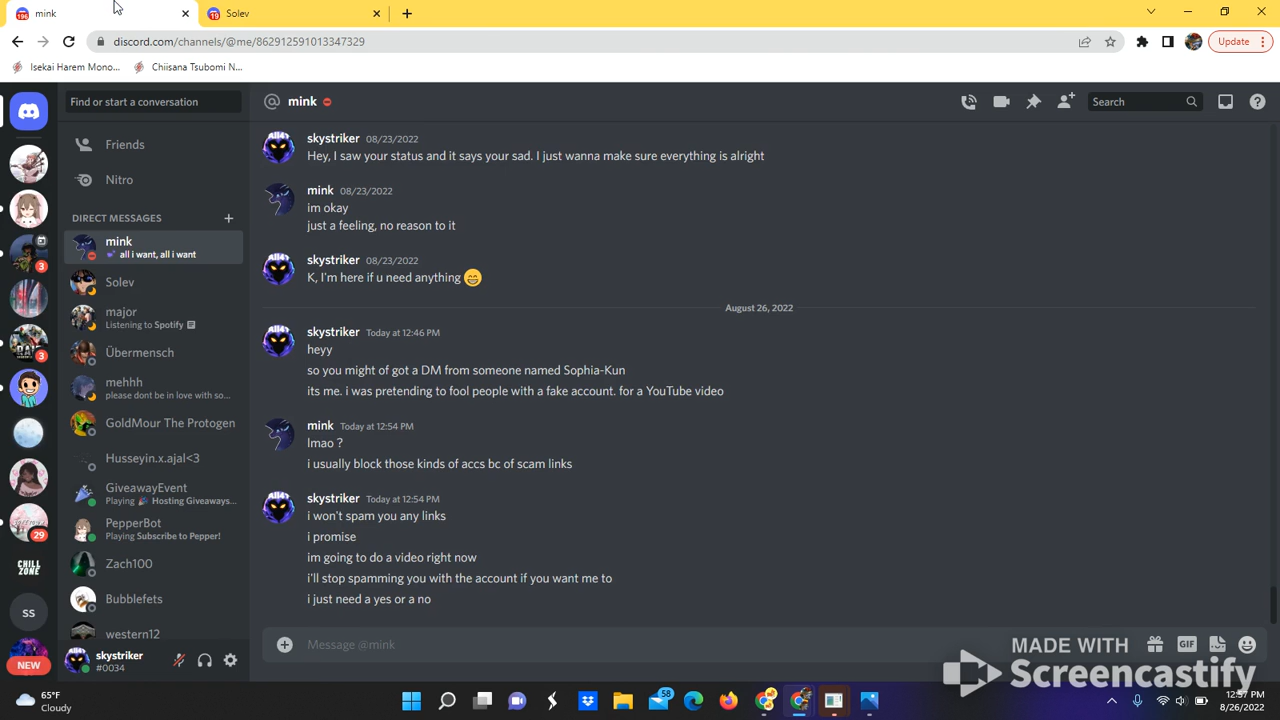 mink
Solev
Update
discord.com/channels/@me/862912591013347329
Isekai Harem Mono...
Chiisana Tsubomi N...
Find or start a conversation
Friends
Nitro
DIRECT MESSAGES
mink
all i want, all i want
Solev
major
Listening to Spotify
Übermensch
mehhh
please dont be in love with so...
GoldMour The Protogen
Husseyin.x.ajal<3
GiveawayEvent
Playing 🎉 Hosting Giveaways...
PepperBot
Playing Subscribe to Pepper!
Zach100
Bubblefets
western12
skystriker
#0034
3
3
29
CHILL
ZONE
SS
NEW
@ mink
Search
skystriker 08/23/2022
Hey, I saw your status and it says your sad. I just wanna make sure everything is alright
mink 08/23/2022
im okay
just a feeling, no reason to it
skystriker 08/23/2022
K, I'm here if u need anything 😄
August 26, 2022
skystriker Today at 12:46 PM
heyy
so you might of got a DM from someone named Sophia-Kun
its me. i was pretending to fool people with a fake account. for a YouTube video
mink Today at 12:54 PM
lmao ?
i usually block those kinds of accs bc of scam links
skystriker Today at 12:54 PM
i won't spam you any links
i promise
im going to do a video right now
i'll stop spamming you with the account if you want me to
i just need a yes or a no
Message @mink
GIF
MADE WITH
Screencastify
65°F
Cloudy
58
12:57 PM
8/26/2022